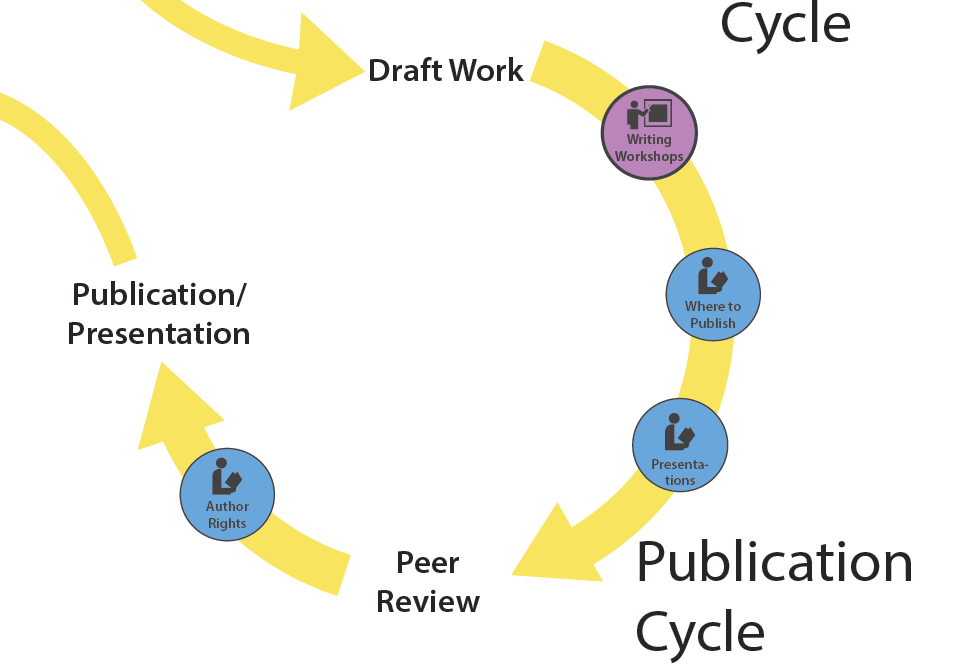 Cycle
Draft Work
Writing
Workshops
Where to
Publish
Publication/
Presentation
Presenta-
tions
Author
Rights
Peer
Review
Publication
Cycle